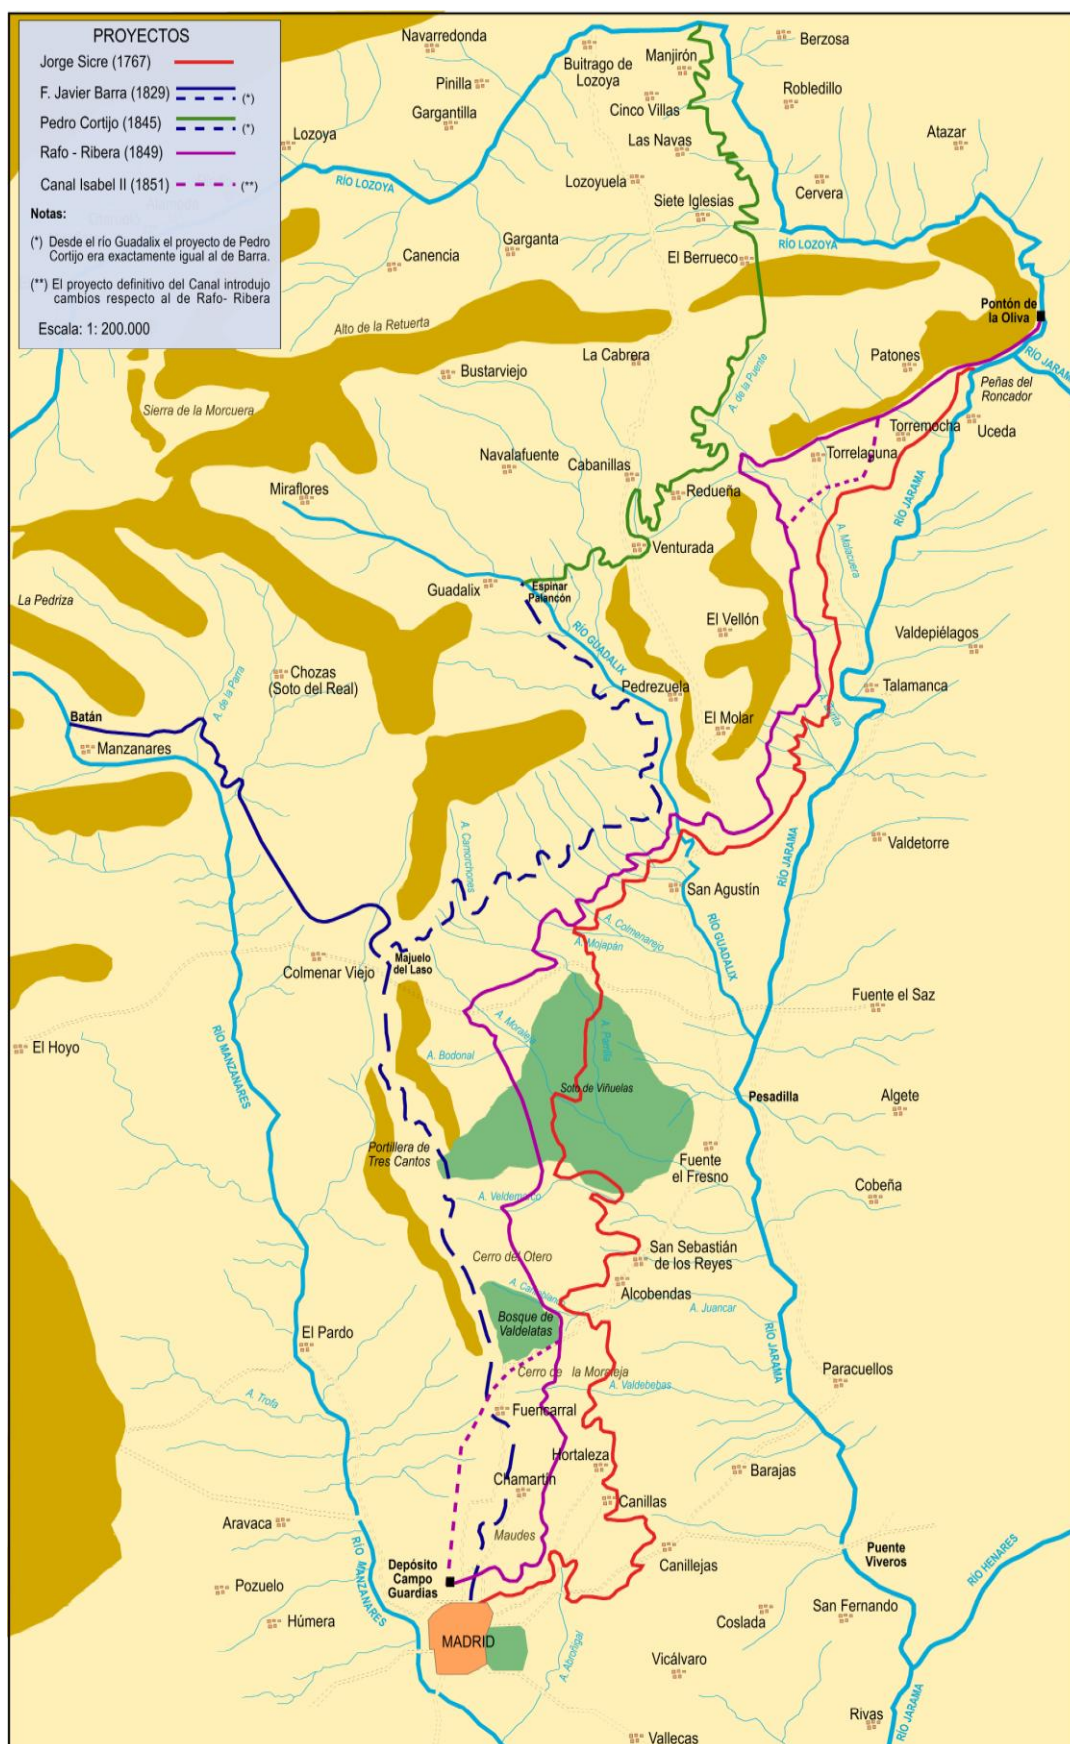 PROYECTOS
Jorge Sicre (1767)
F. Javier Barra (1829)
(*)
Pedro Cortijo (1845)
(*)
Rafo - Ribera (1849)
Canal Isabel II (1851)
(**)
Notas:
(*) Desde el río Guadalix el proyecto de Pedro
Cortijo era exactamente igual al de Barra.
(**) El proyecto definitivo del Canal introdujo
cambios respecto al de Rafo- Ribera
Escala: 1: 200.000
Navarredonda
Buitrago de
Lozoya
Manjirón
Berzosa
Pinilla
Cinco Villas
Robledillo
Gargantilla
Las Navas
Atazar
Lozoya
RÍO LOZOYA
Lozoyuela
Cervera
Siete Iglesias
Garganta
Canencia
El Berrueco
RÍO LOZOYA
Pontón de
la Oliva
Alto de la Retuerta
La Cabrera
A. de la Puente
Patones
RÍO JARAMA
Bustarviejo
Peñas del
Roncador
Sierra de la Morcuera
Torremocha
Uceda
Navalafuente
Cabanillas
Torrelaguna
Miraflores
Redueña
RÍO JARAMA
A. Malacuera
Venturada
Guadalix
Espinar
Palancón
La Pedriza
RÍO GUADALIX
El Vellón
Valdepiélagos
A. de la Parra
Chozas
(Soto del Real)
Pedrezuela
Talamanca
Batán
El Molar
Manzanares
A. Camorchones
RÍO JARAMA
Valdetorre
San Agustín
A. Colmenarejo
A. Mojapán
RÍO GUADALIX
Majuelo
del Laso
Colmenar Viejo
Fuente el Saz
A. Moraleja
A. Parrilla
RÍO MANZANARES
El Hoyo
A. Bodonal
Soto de Viñuelas
Pesadilla
Algete
Portillera de
Tres Cantos
Fuente
el Fresno
Cobeña
A. Veldemarco
Cerro del Otero
San Sebastián
de los Reyes
Alcobendas
A. Juancar
Bosque de
Valdelatas
El Pardo
RÍO JARAMA
Cerro de la Moraleja
Paracuellos
A. Trofa
A. Valdebebas
Fuencarral
Hortaleza
Barajas
Chamartín
Canillas
Aravaca
Maudes
Canillejas
Puente
Viveros
RÍO MANZANARES
Depósito
Campo
Guardias
RÍO HENARES
Pozuelo
Húmera
Coslada
San Fernando
MADRID
A. Abroñigal
Vicálvaro
RÍO JARAMA
Rivas
Vallecas